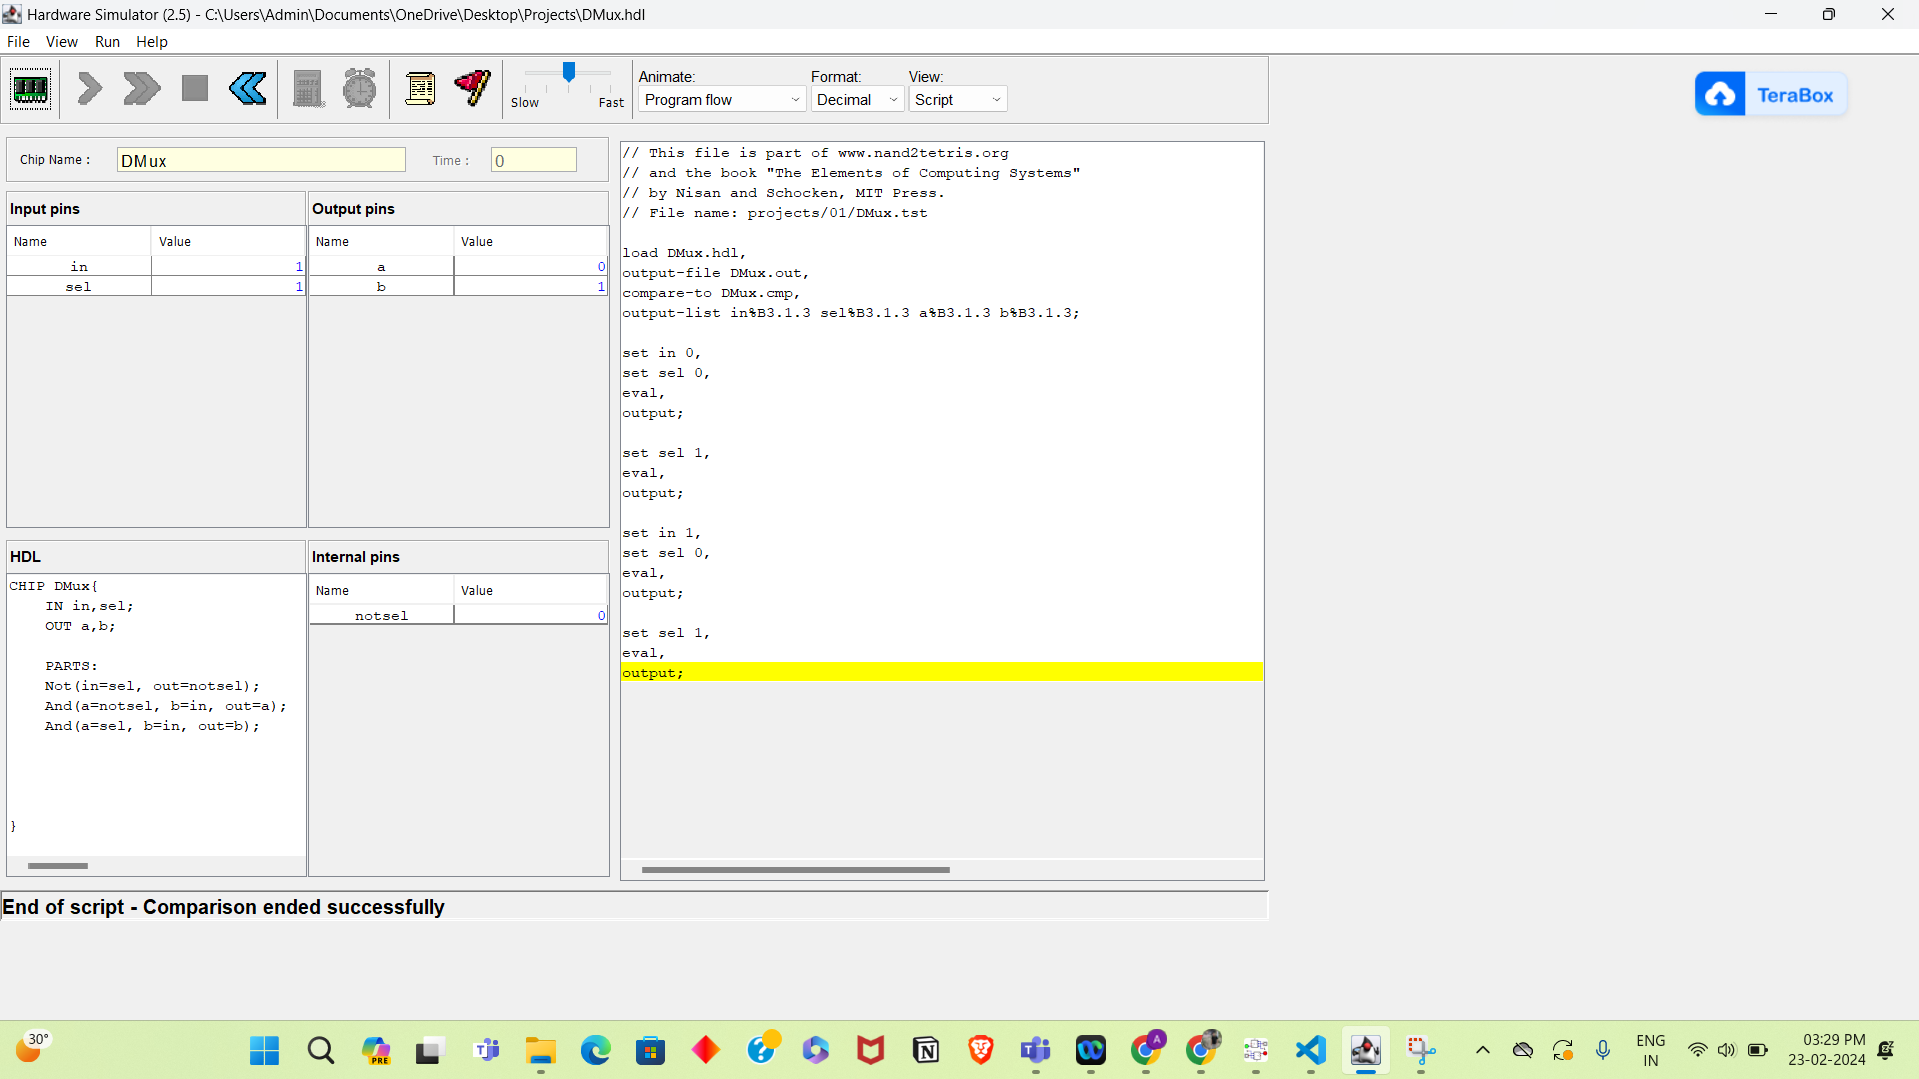 Hardware Simulator (2.5) - C:\Users\Admin\Documents\OneDrive\Desktop\Projects\DMux.hdl
File View Run Help
Slow Fast
Animate: Format: View:
Program flow Decimal Script
TeraBox
Chip Name : DMux Time : 0
Input pins Output pins
Name Value Name Value
in 1 a 0
sel 1 b 1
HDL Internal pins
CHIP DMux{ Name Value
IN in,sel; notsel 0
OUT a,b;
PARTS:
Not(in=sel, out=notsel);
And(a=notsel, b=in, out=a);
And(a=sel, b=in, out=b);
}
// This file is part of www.nand2tetris.org
// and the book "The Elements of Computing Systems"
// by Nisan and Schocken, MIT Press.
// File name: projects/01/DMux.tst
load DMux.hdl,
output-file DMux.out,
compare-to DMux.cmp,
output-list in%B3.1.3 sel%B3.1.3 a%B3.1.3 b%B3.1.3;
set in 0,
set sel 0,
eval,
output;
set sel 1,
eval,
output;
set in 1,
set sel 0,
eval,
output;
set sel 1,
eval,
output;
End of script - Comparison ended successfully
30°
PRE
A
ENG
IN
03:29 PM
23-02-2024